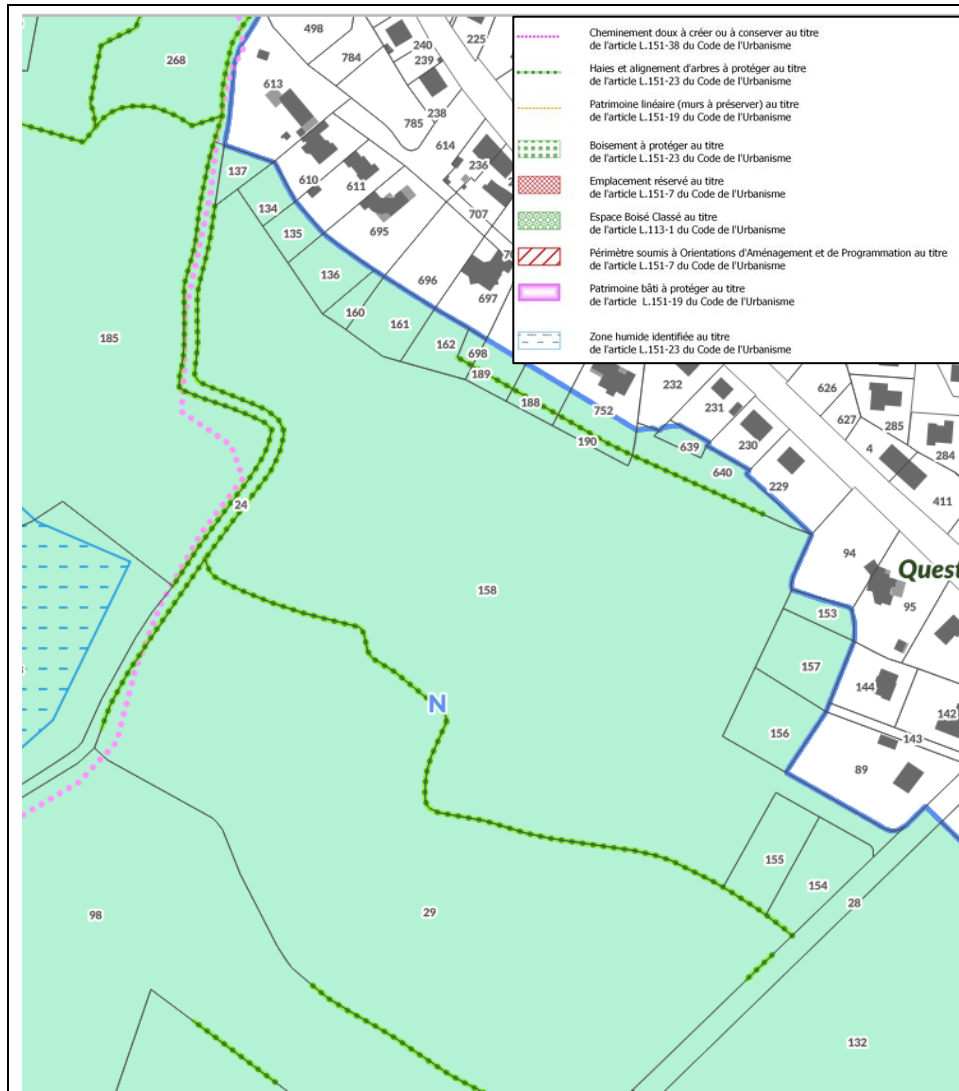 Cheminement doux à créer ou à conserver au titre
de l'article L.151-38 du Code de l'Urbanisme
Haies et alignement d'arbres à protéger au titre
de l'article L.151-23 du Code de l'Urbanisme
Patrimoine linéaire (murs à préserver) au titre
de l'article L.151-19 du Code de l'Urbanisme
Boisement à protéger au titre
de l'article L.151-23 du Code de l'Urbanisme
Emplacement réservé au titre
de l'article L.151-7 du Code de l'Urbanisme
Espace Boisé Classé au titre
de l'article L.113-1 du Code de l'Urbanisme
Périmètre soumis à Orientations d'Aménagement et de Programmation au titre
de l'article L.151-7 du Code de l'Urbanisme
Patrimoine bâti à protéger au titre
de l'article L.151-19 du Code de l'Urbanisme
Zone humide identifiée au titre
de l'article L.151-23 du Code de l'Urbanisme
498
225
240
784
239
268
613
238
785
614
236
137
610
611
134
707
135
695
136
696
697
160
161
185
162
698
189
232
626
188
752
231
627
285
190
639
230
4
284
640
229
411
24
94
Quest
158
95
153
157
144
N
142
156
143
89
155
154
28
29
98
132